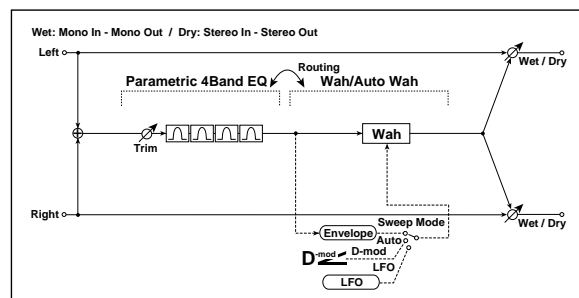 Wet: Mono In - Mono Out / Dry: Stereo In - Stereo Out
Left
Wet / Dry
Routing
Parametric 4Band EQ
Wah/Auto Wah
Trim
Wah
Right
Wet / Dry
Envelope
Sweep Mode
Auto
D-mod
D-mod
LFO
LFO